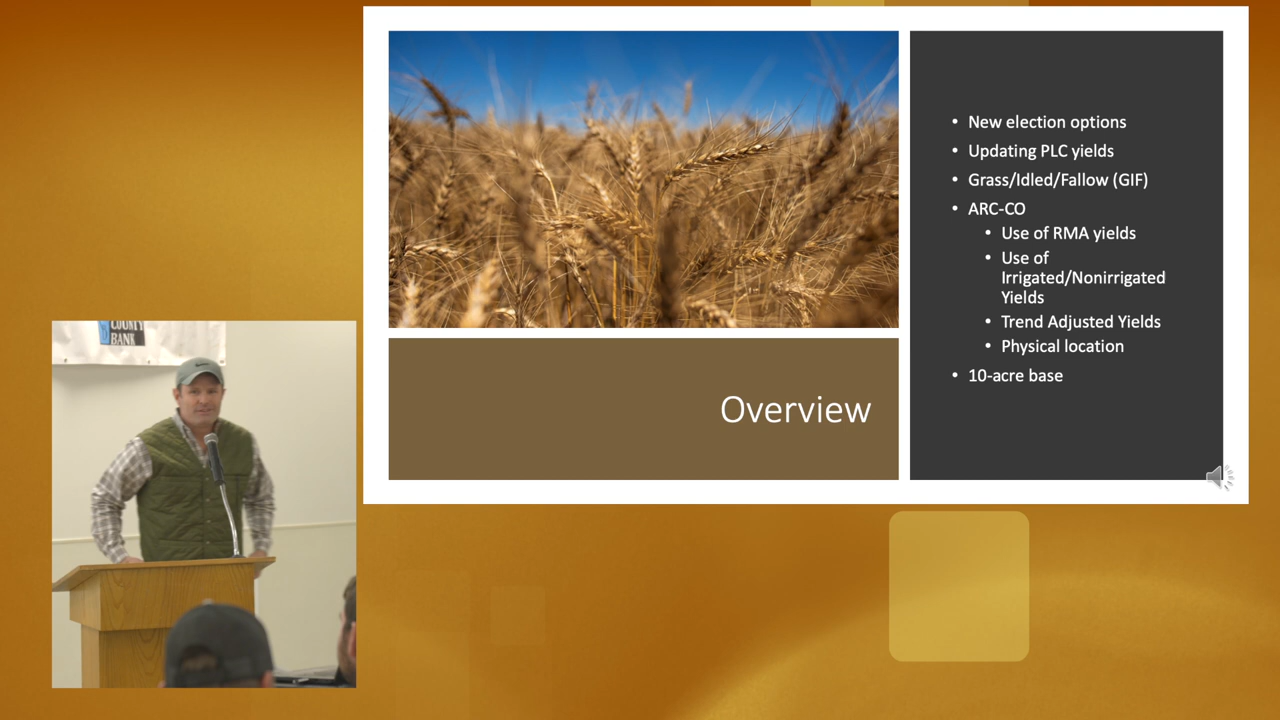 COUNTY
BANK
Overview
• New election options
• Updating PLC yields
• Grass/Idled/Fallow (GIF)
• ARC-CO
• Use of RMA yields
• Use of
Irrigated/Nonirrigated
Yields
• Trend Adjusted Yields
• Physical location
• 10-acre base